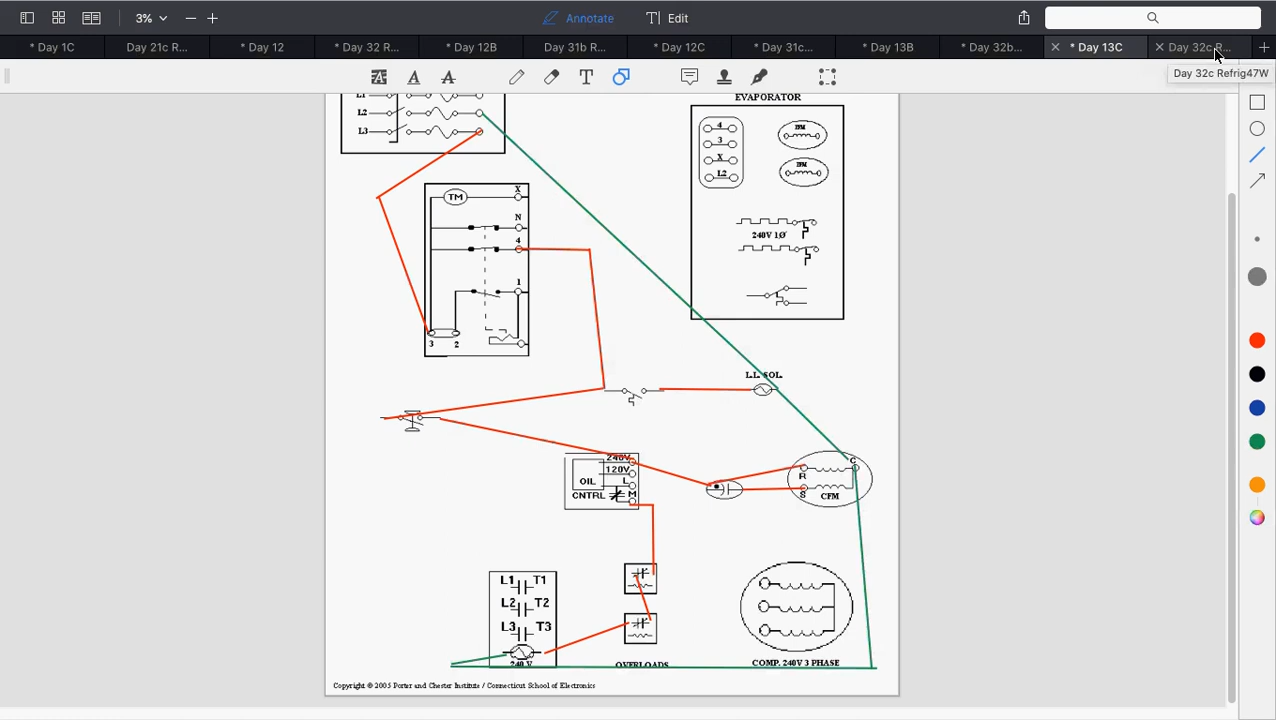 3%
Annotate
Edit
* Day 1C
Day 21c R...
* Day 12
* Day 32 R...
* Day 12B
Day 31b R...
* Day 12C
* Day 31c...
* Day 13B
* Day 32b...
* Day 13C
Day 32c R...
Day 32c Refrig47W
L1
L2
L3
EVAPORATOR
4
3
X
L2
240V 1Ø
TM
X
N
4
1
3
2
LL SOL.
240V
120V
L
M
OIL
CNTRL
R
S
C
CFM
L1 T1
L2 T2
L3 T3
240 V
OVERLOADS
COMP. 240V 3 PHASE
Copyright © 2005 Porter and Chester Institute / Connecticut School of Electronics